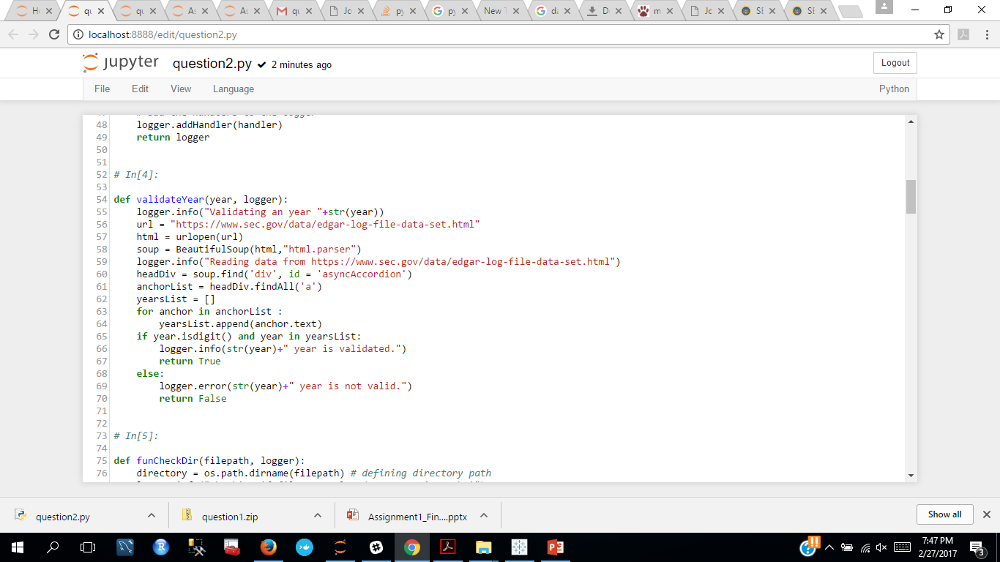 qu
qu
As
As
qu
Jc
py
py
New T
da
De
m
Jc
SE
SE
localhost:8888/edit/question2.py
jupyter question2.py 2 minutes ago Logout
File Edit View Language Python
48 logger.addHandler(handler)
49 return logger
50
51
52 # In[4]:
53
54 def validateYear(year, logger):
55 logger.info("Validating an year "+str(year))
56 url = "https://www.sec.gov/data/edgar-log-file-data-set.html"
57 html = urlopen(url)
58 soup = BeautifulSoup(html,"html.parser")
59 logger.info("Reading data from https://www.sec.gov/data/edgar-log-file-data-set.html")
60 headDiv = soup.find('div', id = 'asyncAccordion')
61 anchorList = headDiv.findAll('a')
62 yearsList = []
63 for anchor in anchorList :
64 yearsList.append(anchor.text)
65 if year.isdigit() and year in yearsList:
66 logger.info(str(year)+" year is validated.")
67 return True
68 else:
69 logger.error(str(year)+" year is not valid.")
70 return False
71
72
73 # In[5]:
74
75 def funCheckDir(filepath, logger):
76 directory = os.path.dirname(filepath) # defining directory path
question2.py question1.zip Assignment1_Fin....pptx Show all
7:47 PM
2/27/2017
3